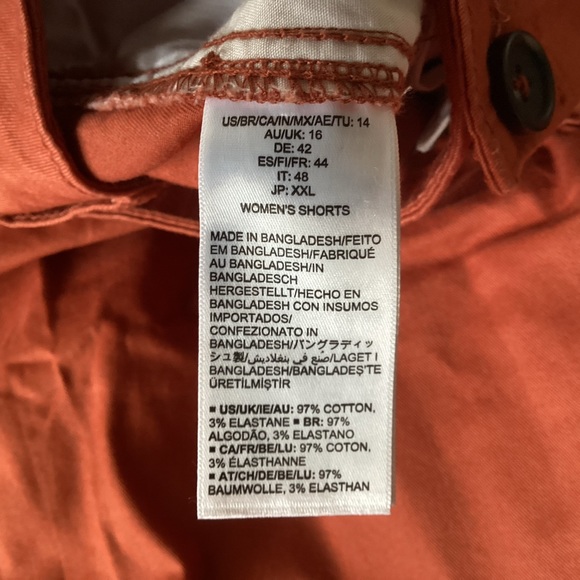 US/BR/CA/IN/MX/AE/TU: 14
AU/UK: 16
DE: 42
ES/FI/FR: 44
IT: 48
JP: XXL
WOMEN'S SHORTS
MADE IN BANGLADESH/FEITO
EM BANGLADESH/FABRIQUÉ
AU BANGLADESH/IN
BANGLADESCH
HERGESTELLT/HECHO EN
BANGLADESH CON INSUMOS
IMPORTADOS/
CONFEZIONATO IN
BANGLADESH/バングラディッ
シュ製/صنع في بنغلاديش/LAGET I
BANGLADESH/BANGLADEŞ'TE
ÜRETİLMİŞTİR
▪ US/UK/IE/AU: 97% COTTON,
3% ELASTANE ▪ BR: 97%
ALGODÃO, 3% ELASTANO
▪ CA/FR/BE/LU: 97% COTON,
3% ÉLASTHANNE
▪ AT/CH/DE/BE/LU: 97%
BAUMWOLLE, 3% ELASTHAN